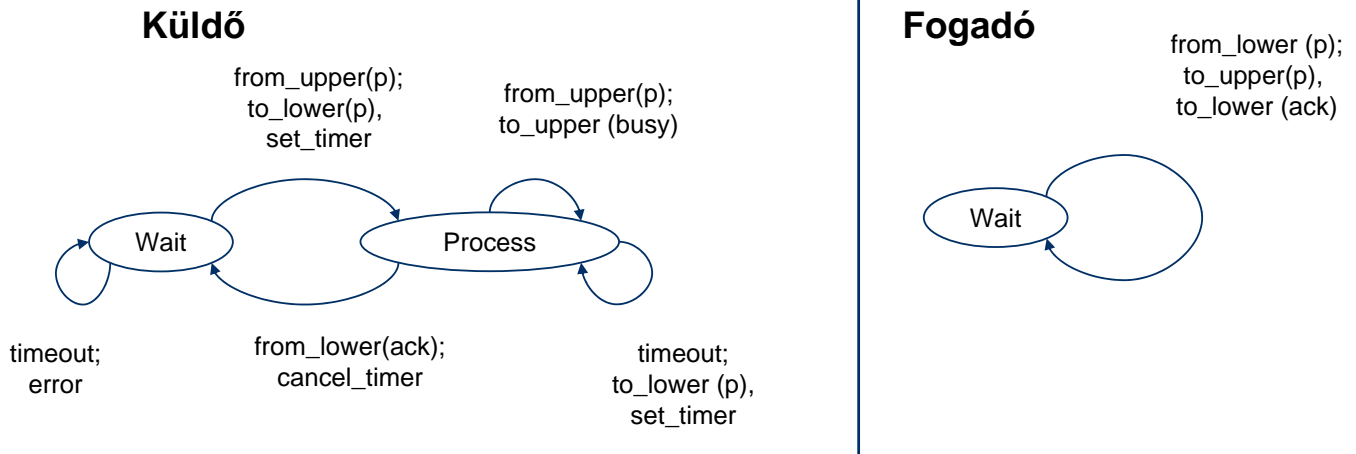 Küldő
from_upper(p);
to_lower(p),
set_timer
from_upper(p);
to_upper (busy)
Wait
Process
timeout;
error
from_lower(ack);
cancel_timer
timeout;
to_lower (p),
set_timer
Fogadó
from_lower (p);
to_upper(p),
to_lower (ack)
Wait